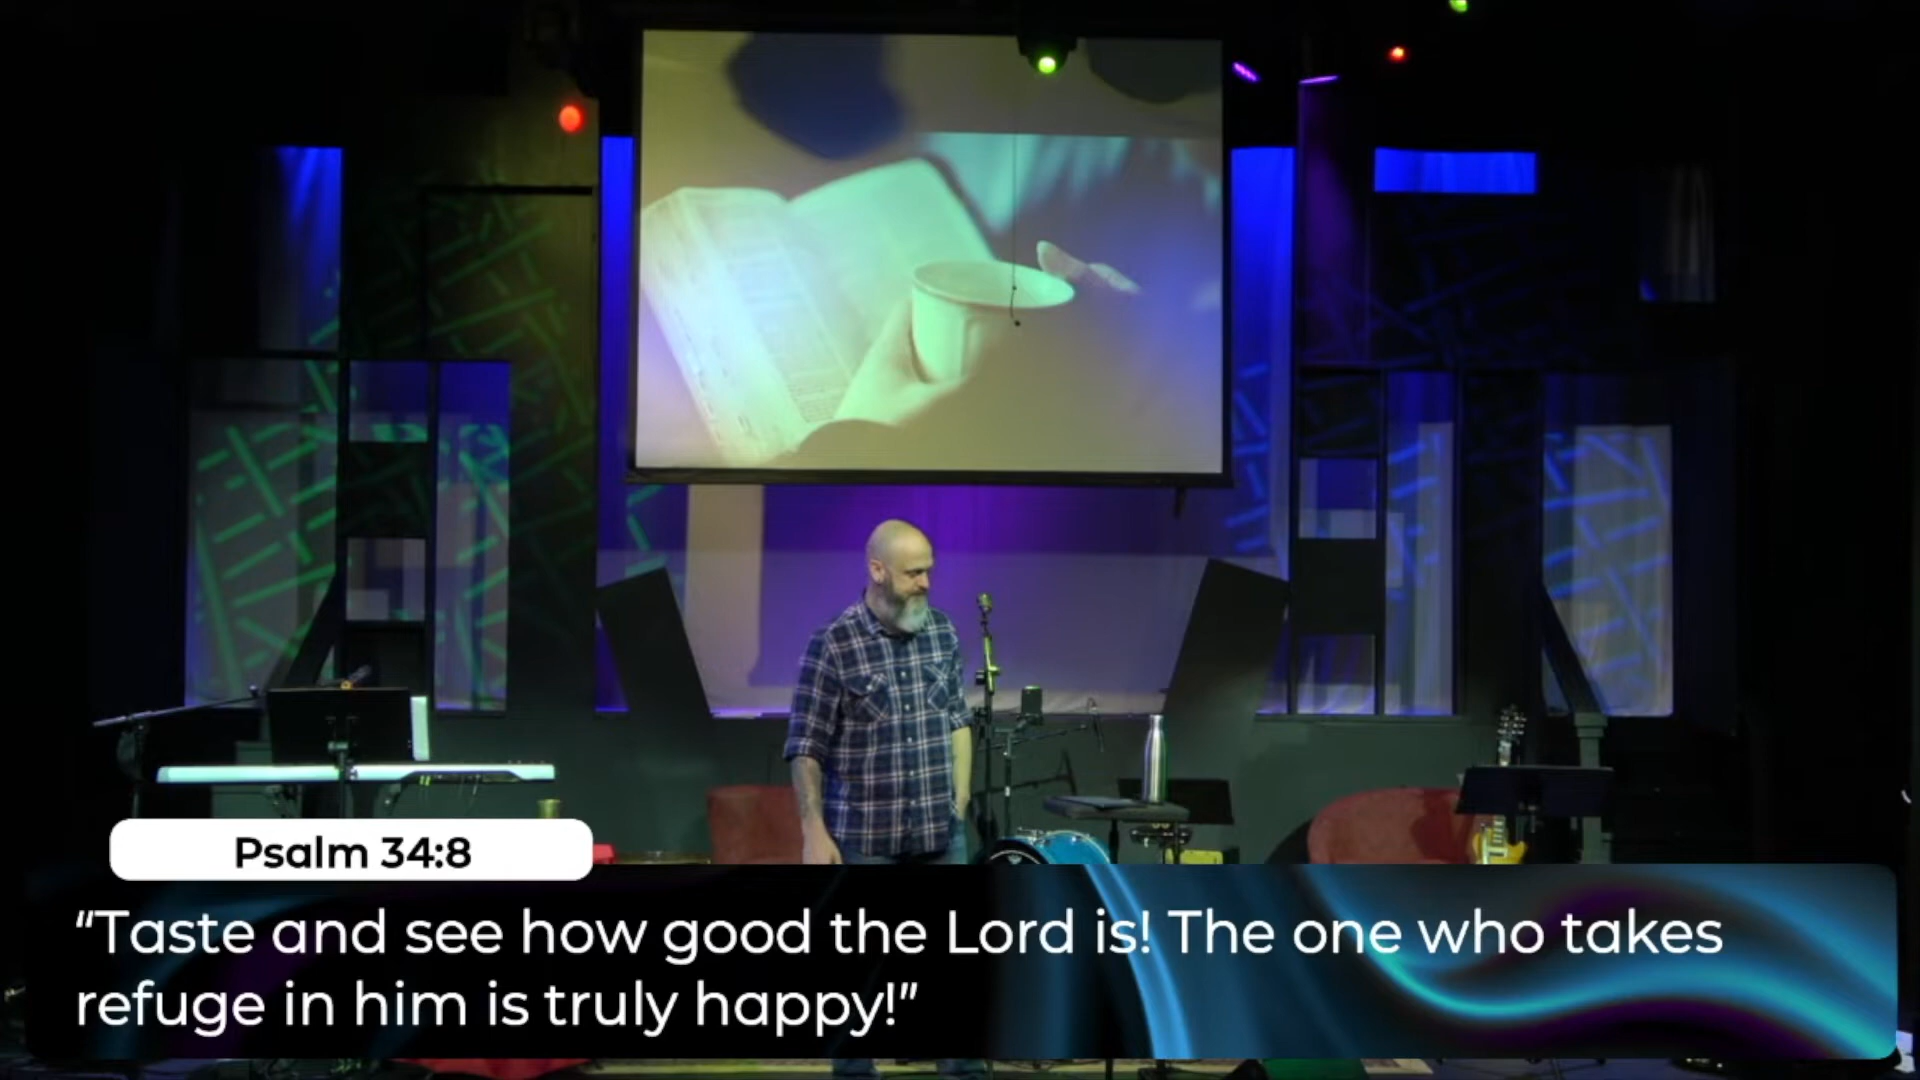 Psalm 34:8
“Taste and see how good the Lord is! The one who takes
refuge in him is truly happy!”